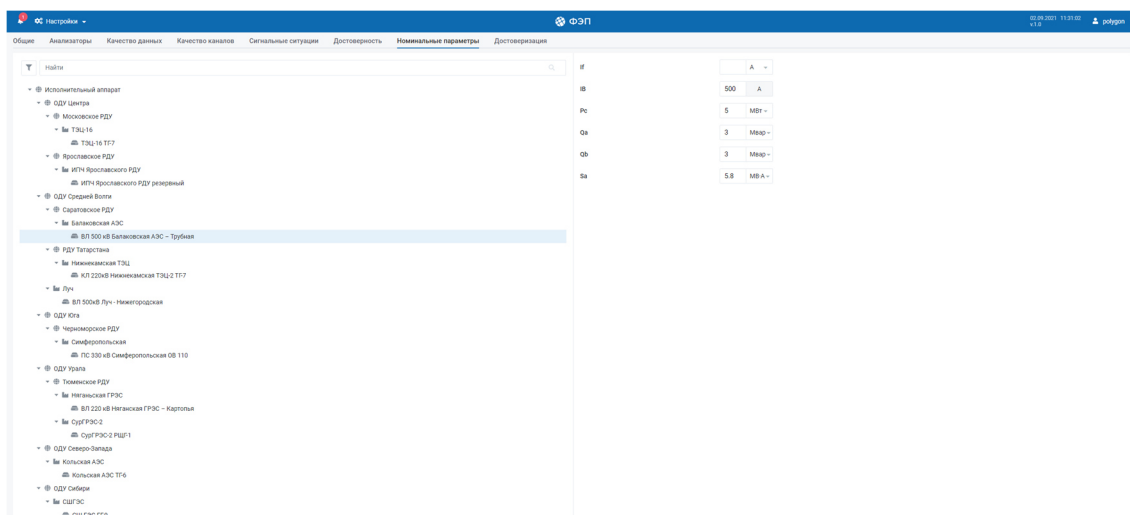 1
Настройки
ФЭП
02.09.2021 11:31:02
v.1.0
polygon
Общие Анализаторы Качество данных Качество каналов Сигнальные ситуации Достоверность Номинальные параметры Достоверизация
Найти
Исполнительный аппарат
ОДУ Центра
Московское РДУ
ТЭЦ-16
ТЭЦ-16 ТГ-7
Ярославское РДУ
ИПЧ Ярославского РДУ
ИПЧ Ярославского РДУ резервный
ОДУ Средней Волги
Саратовское РДУ
Балаковская АЭС
ВЛ 500 кВ Балаковская АЭС – Трубная
РДУ Татарстана
Нижнекамская ТЭЦ
КЛ 220кВ Нижнекамская ТЭЦ-2 ТГ-7
Луч
ВЛ 500кВ Луч - Нижегородская
ОДУ Юга
Черноморское РДУ
Симферопольская
ПС 330 кВ Симферопольская ОВ 110
ОДУ Урала
Тюменское РДУ
Няганьская ГРЭС
ВЛ 220 кВ Няганская ГРЭС – Картопья
СурГРЭС-2
СурГРЭС-2 РЩГ-1
ОДУ Северо-Запада
Кольская АЭС
Кольская АЭС ТГ-6
ОДУ Сибири
СШГЭС
If А
IB 500 А
Pc 5 МВт
Qa 3 Мвар
Qb 3 Мвар
Sa 5.8 МВ·А